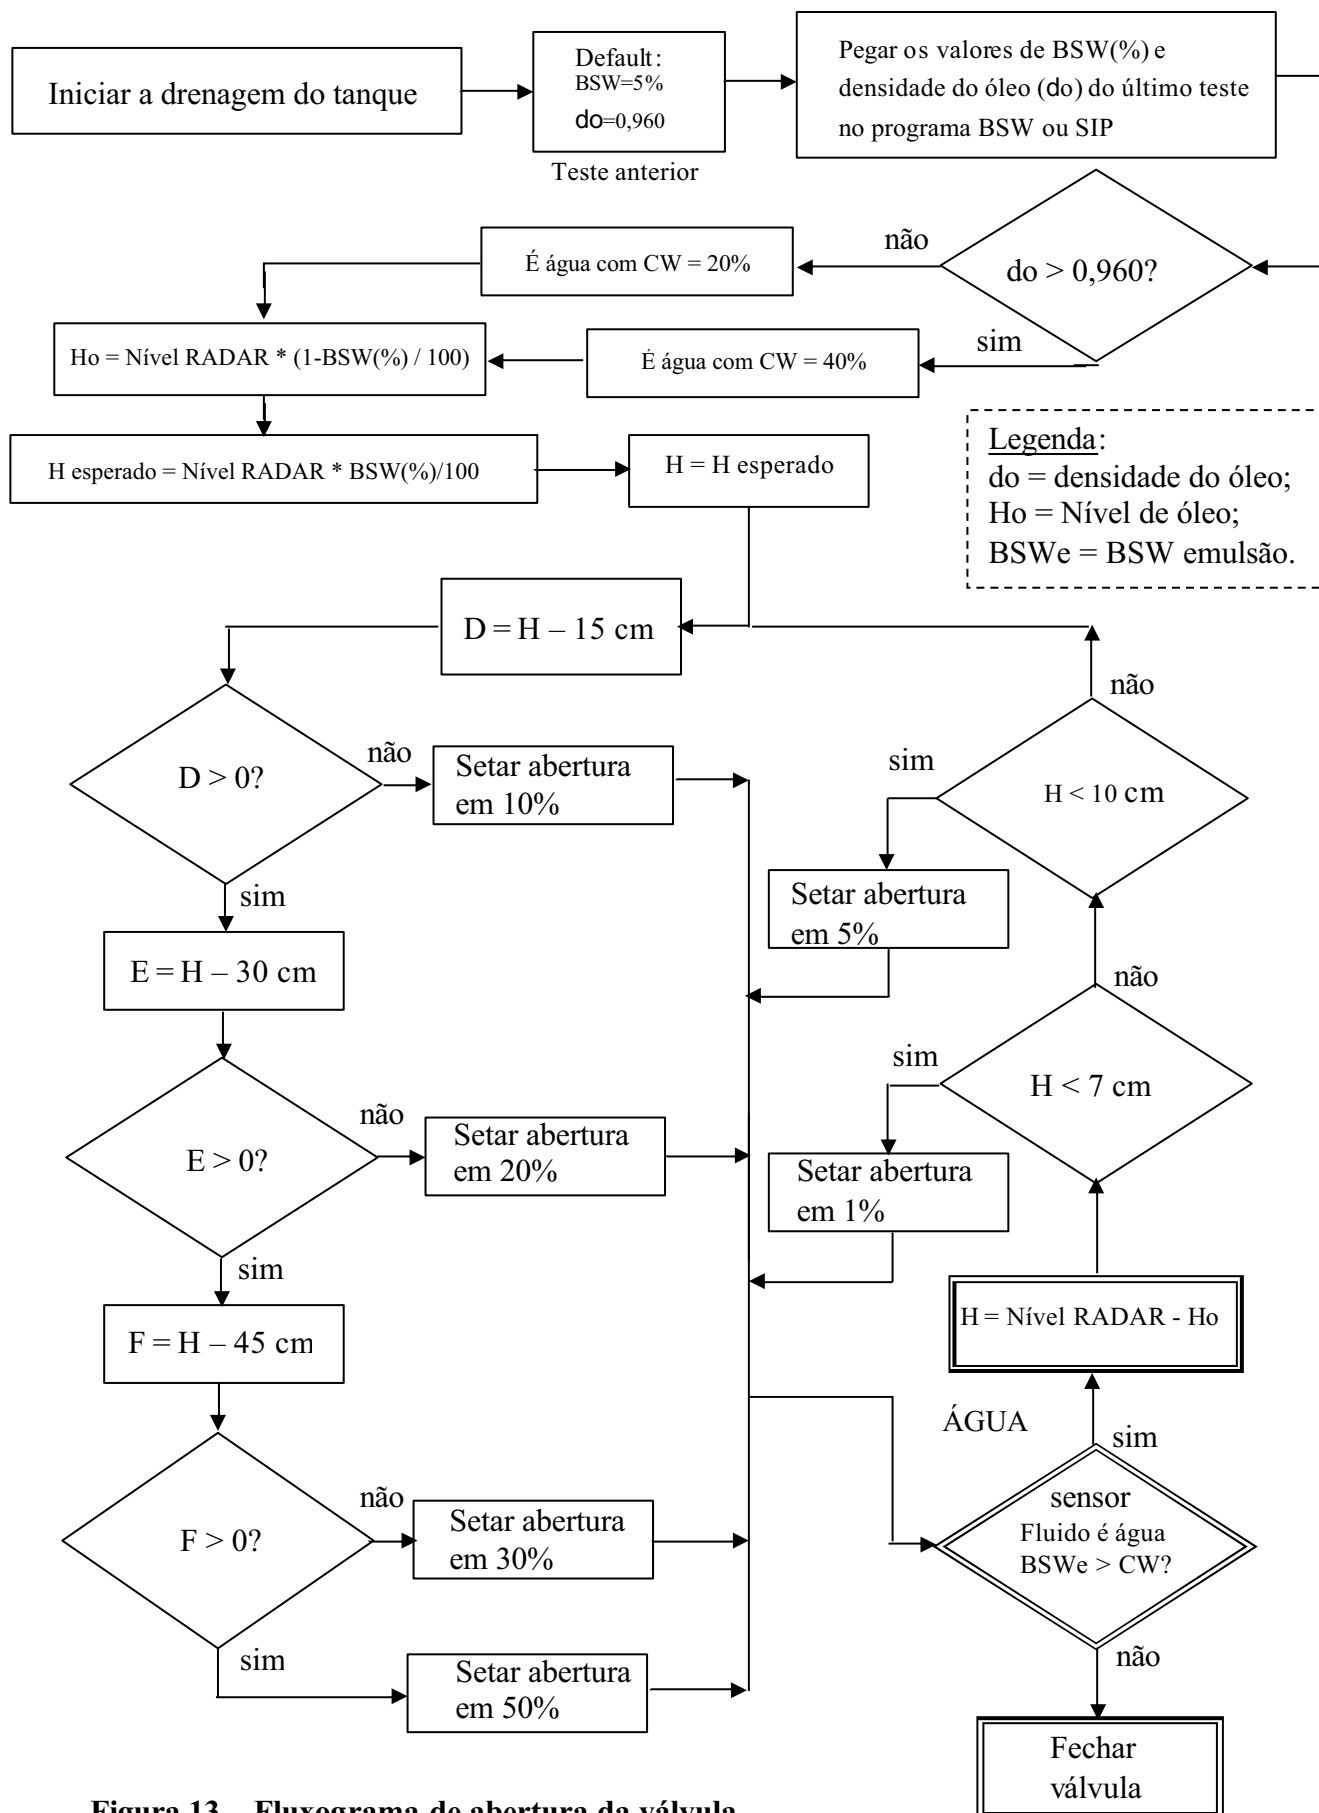 Iniciar a drenagem do tanque
Default:
BSW=5%
do=0,960
Teste anterior
Pegar os valores de BSW(%) e
densidade do óleo (do) do último teste
no programa BSW ou SIP
do > 0,960?
não
sim
É água com CW = 20%
É água com CW = 40%
Ho = Nível RADAR * (1-BSW(%) / 100)
H esperado = Nível RADAR * BSW(%)/100
H = H esperado
Legenda:
do = densidade do óleo;
Ho = Nível de óleo;
BSWe = BSW emulsão.
D = H – 15 cm
D > 0?
não
Setar abertura
em 10%
sim
E = H – 30 cm
E > 0?
não
Setar abertura
em 20%
sim
F = H – 45 cm
F > 0?
não
Setar abertura
em 30%
sim
Setar abertura
em 50%
não
H < 10 cm
sim
Setar abertura
em 5%
não
H < 7 cm
sim
Setar abertura
em 1%
H = Nível RADAR - Ho
ÁGUA
sim
sensor
Fluido é água
BSWe > CW?
não
Fechar
válvula
Figura 13 – Fluxograma de abertura da válvula